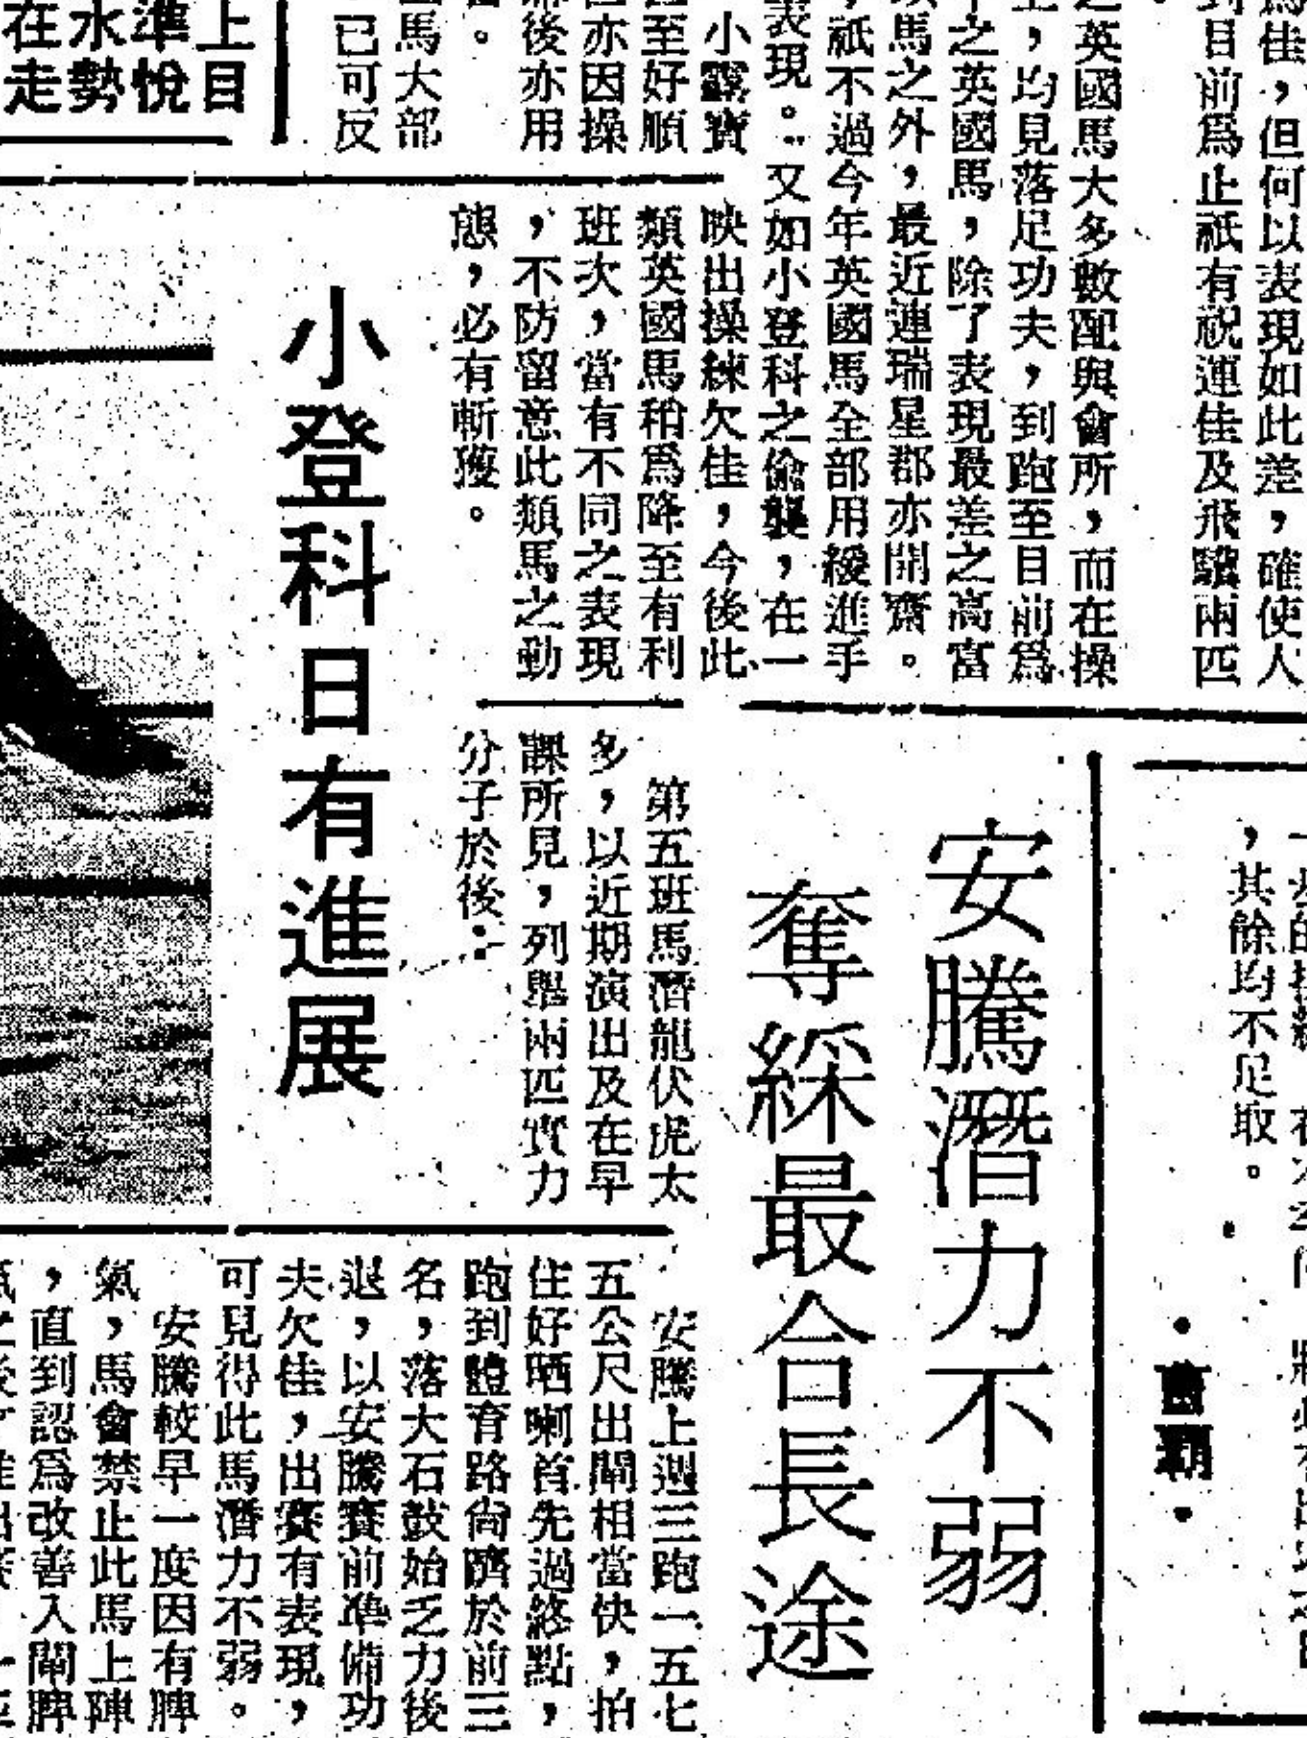 為佳，但何以表現如此差，確使人
到目前為止祇有祝運佳及飛驥兩匹
。
英國馬大多數配與會所，而在操
上，均見落足功夫，到跑至目前為
之英國馬，除了表現最差之高富
馬之外，最近連瑞星郡亦開齋。
，祇不過今年英國馬全部用緩進手
表現。又如小登科之偷襲，在一
小露寶
至好順
亦因操
後亦用
。
馬大部
已可反
映出操練欠佳，今後此
類英國馬稍為降至有利
班次，當有不同之表現
，不防留意此類馬之動
態，必有斬獲。
上目
準悅
水勢
在走
，其餘均不足取。
安騰潛力不弱
奪綵最合長途
第五班馬潛龍伏虎太
多，以近期演出及在早
課所見，列舉兩匹實力
分子於後：
小登科日有進展
安騰上週三跑一五七
五公尺出閘相當快，拍
住好晒喇首先過終點，
跑到體育路尚躋於前三
名，落大石鼓始乏力後
退，以安騰賽前準備功
夫欠佳，出賽有表現，
可見得此馬潛力不弱。
安騰較早一度因有脾
氣，馬會禁止此馬上陣
，直到認為改善入閘脾